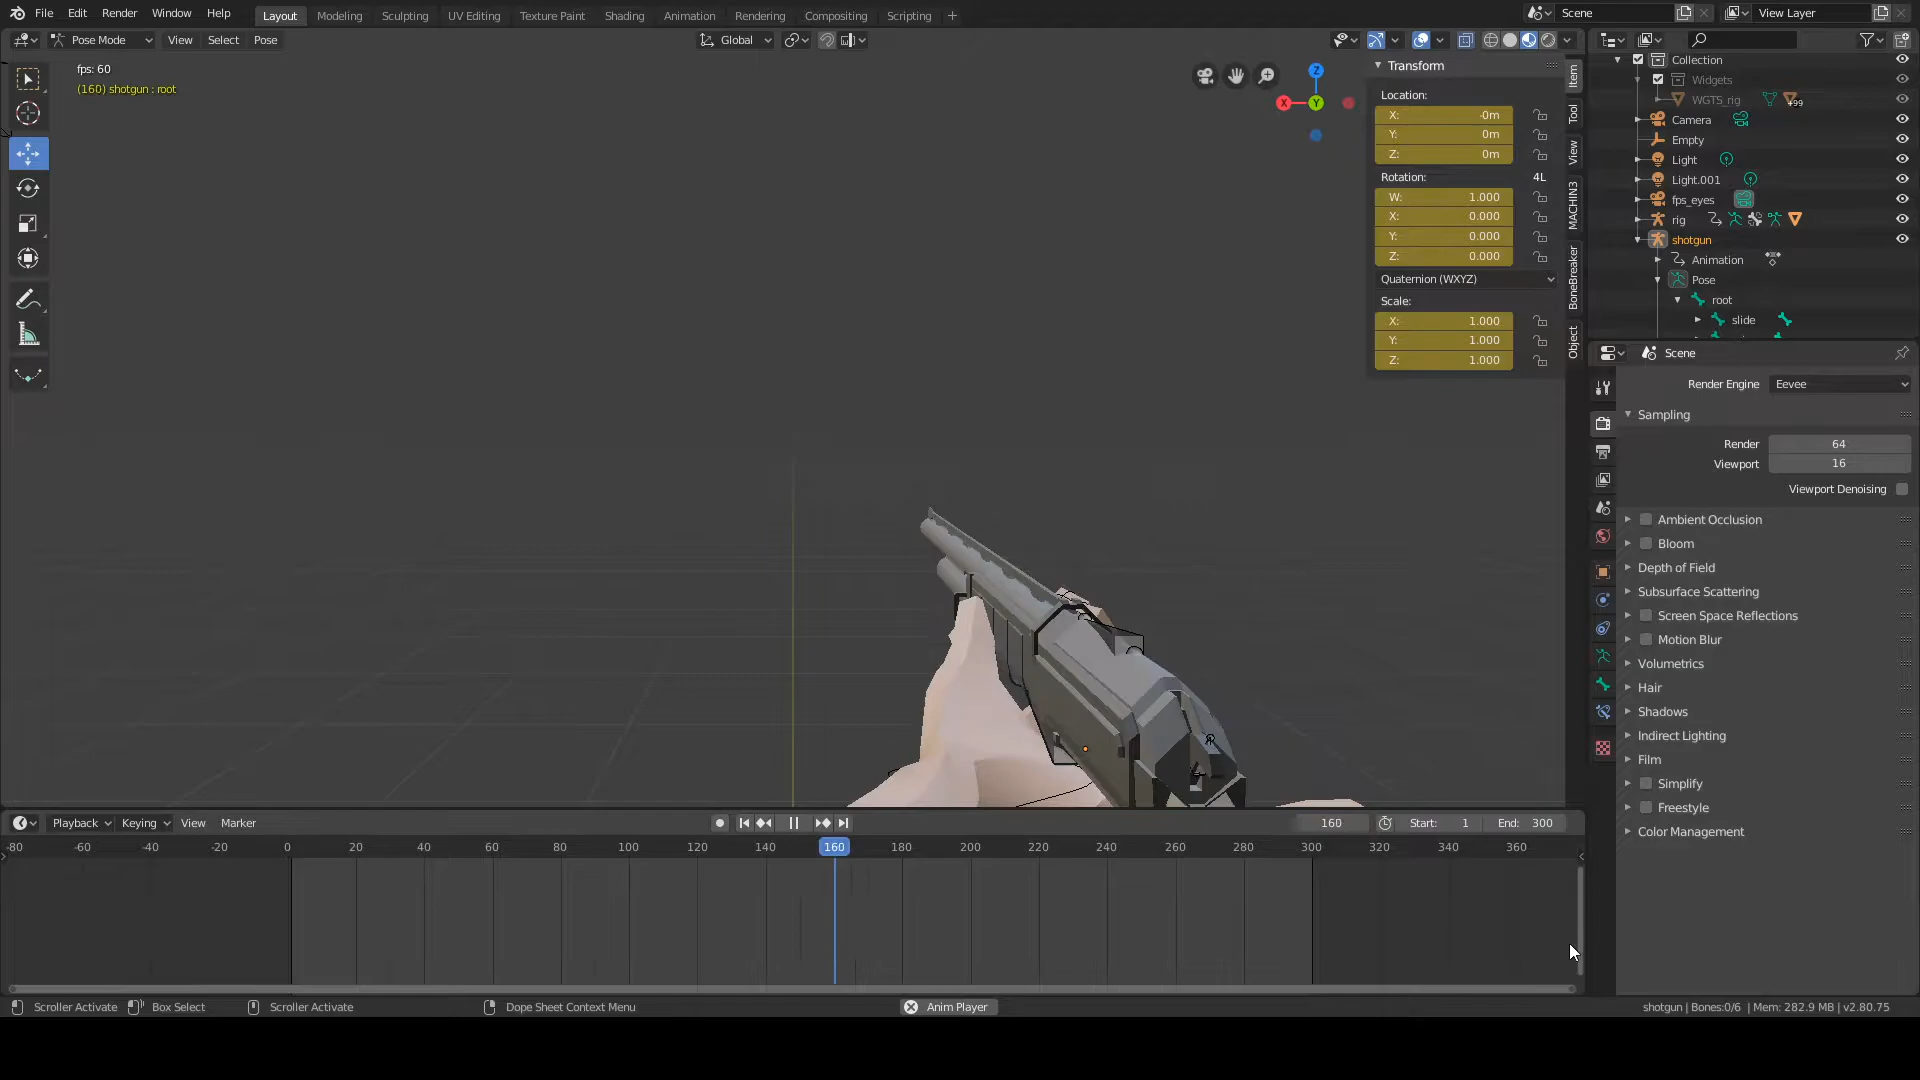 File Edit Render Window Help Layout Modeling Sculpting UV Editing Texture Paint Shading Animation Rendering Compositing Scripting + Scene View Layer
Pose Mode View Select Pose Global
fps: 60
(160) shotgun : root
Z
X
Y
Transform
Location:
X: -0m
Y: 0m
Z: 0m
Rotation: 4L
W: 1.000
X: 0.000
Y: 0.000
Z: 0.000
Quaternion (WXYZ)
Scale:
X: 1.000
Y: 1.000
Z: 1.000
Item
Tool
View
MACHIN3
BoneBreaker
Object
Collection
Widgets
WGTS_rig +99
Camera
Empty
Light
Light.001
fps_eyes
rig
shotgun
Animation
Pose
root
slide
Scene
Render Engine Eevee
Sampling
Render 64
Viewport 16
Viewport Denoising
Ambient Occlusion
Bloom
Depth of Field
Subsurface Scattering
Screen Space Reflections
Motion Blur
Volumetrics
Hair
Shadows
Indirect Lighting
Film
Simplify
Freestyle
Color Management
Playback Keying View Marker 160 Start: 1 End: 300
-80 -60 -40 -20 0 20 40 60 80 100 120 140 160 180 200 220 240 260 280 300 320 340 360
Scroller Activate Box Select Scroller Activate Dope Sheet Context Menu Anim Player shotgun | Bones:0/6 | Mem: 282.9 MB | v2.80.75